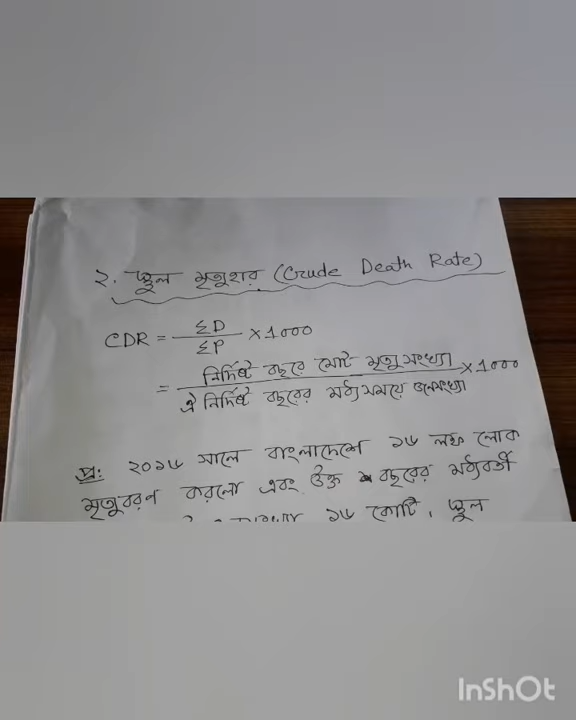 ২. স্থুল মৃত্যুহার (Crude Death Rate)
CDR = ΣD / ΣP × 1000
= নির্দিষ্ট বছরে মোট মৃত্যু সংখ্যা / ঐ নির্দিষ্ট বছরের মধ্যসময়ে জনসংখ্যা × 1000
প্র: ২০১৬ সালে বাংলাদেশে ১৬ লক্ষ লোক
মৃত্যুবরণ করলো এবং উক্ত বছরের মধ্যবর্তী
১৬ কোটি, স্থুল
InShOt